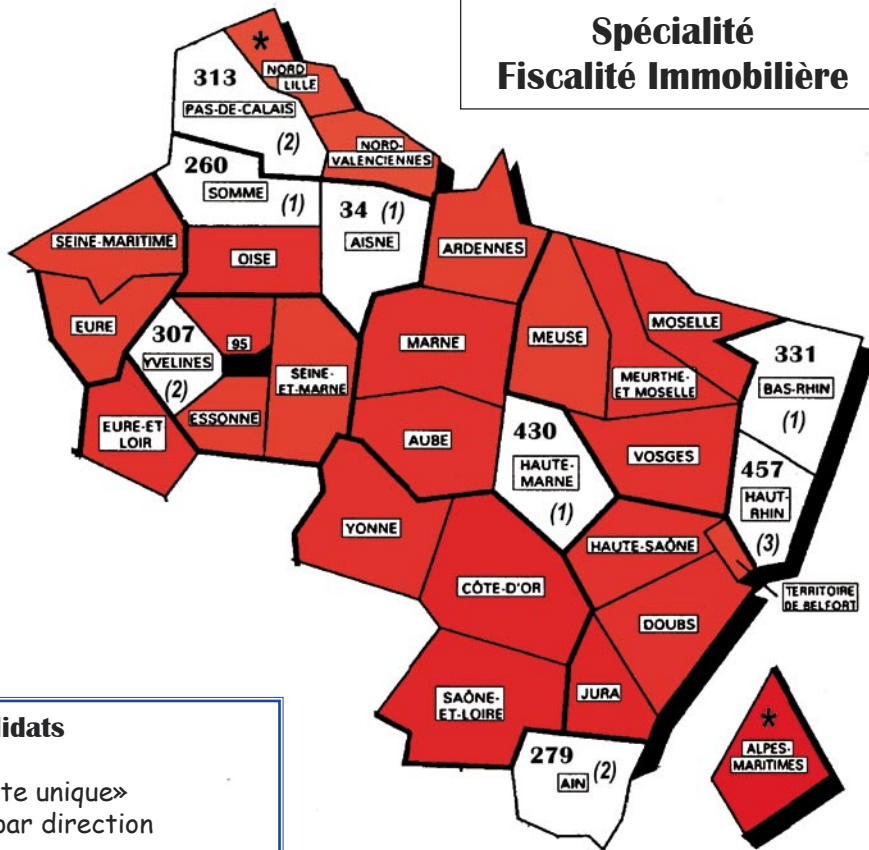 Spécialité
Fiscalité Immobilière
*
NORD
LILLE
313
PAS-DE-CALAIS
(2)
NORD-
VALENCIENNES
260
SOMME
(1)
34 (1)
AISNE
SEINE-MARITIME
OISE
ARDENNES
EURE
307
YVELINES
(2)
95
SEINE-
ET-MARNE
MARNE
MEUSE
MOSELLE
MEURTHE-
ET MOSELLE
331
BAS-RHIN
(1)
EURE-ET
LOIR
ESSONNE
AUBE
430
HAUTE-
MARNE
(1)
VOSGES
457
HAUT-
RHIN
(3)
YONNE
HAUTE-SAÔNE
CÔTE-D'OR
TERRITOIRE
DE BELFORT
DOUBS
SAÔNE-
ET-LOIRE
JURA
279
(2)
AIN
*
ALPES-
MARITIMES
didats
te unique»
par direction